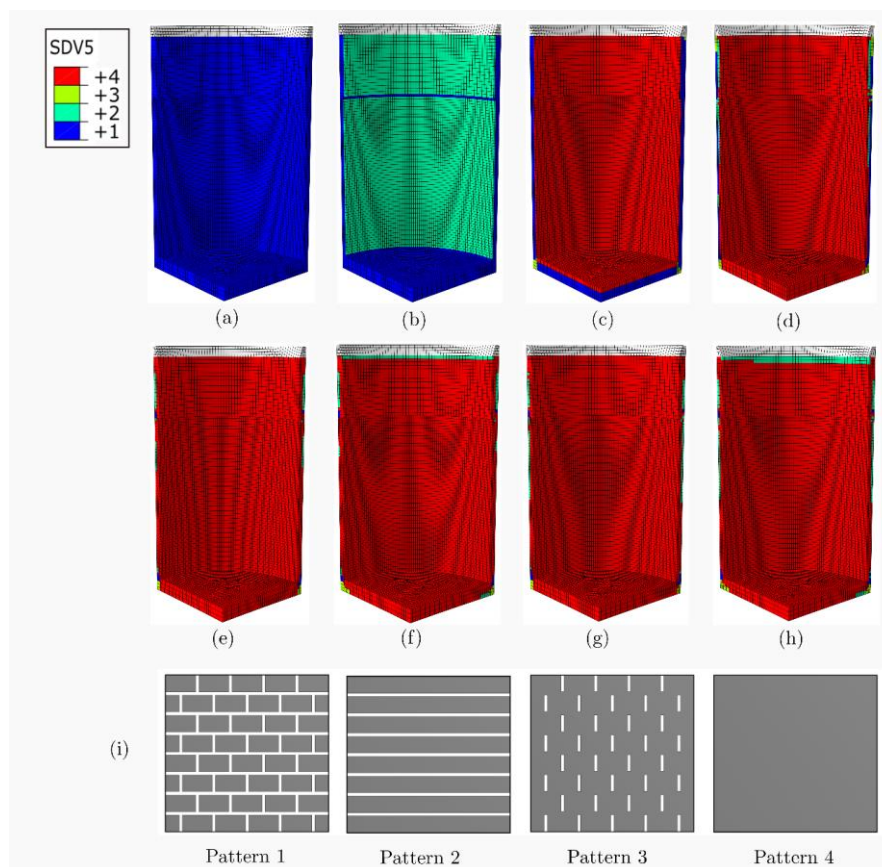 SDV5
+4
+3
+2
+1
(a) (b) (c) (d)
(e) (f) (g) (h)
(i)
Pattern 1 Pattern 2 Pattern 3 Pattern 4